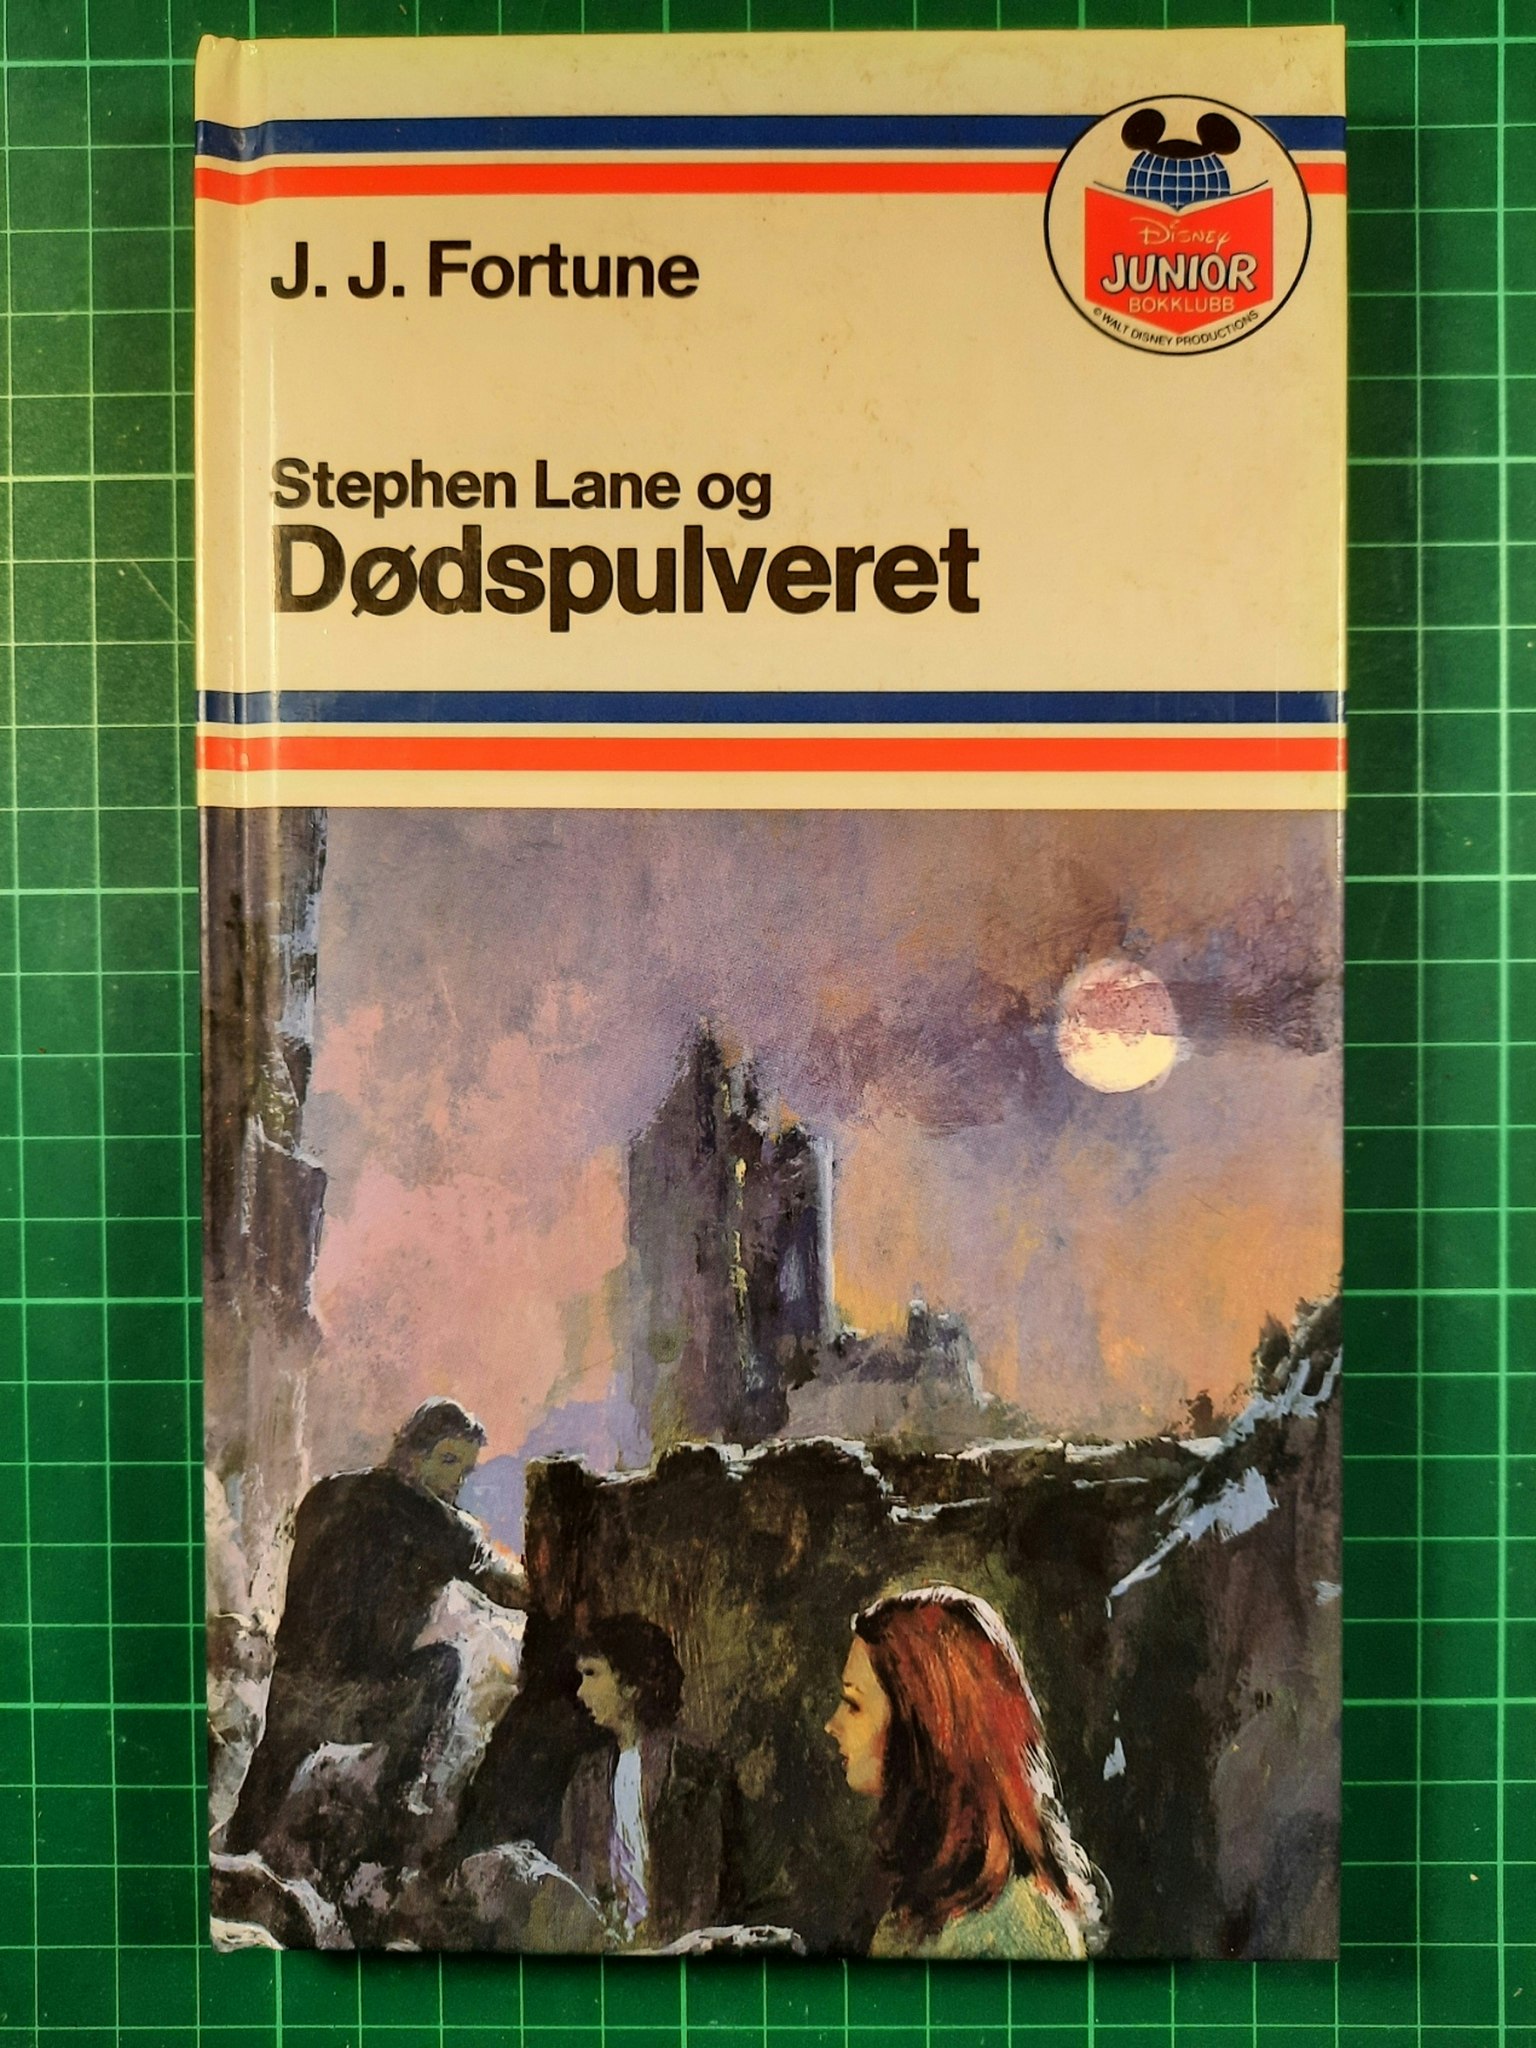 J. J. Fortune
Disney
JUNIOR
BOKKLUBB
© WALT DISNEY PRODUCTIONS
Stephen Lane og
Dødspulveret